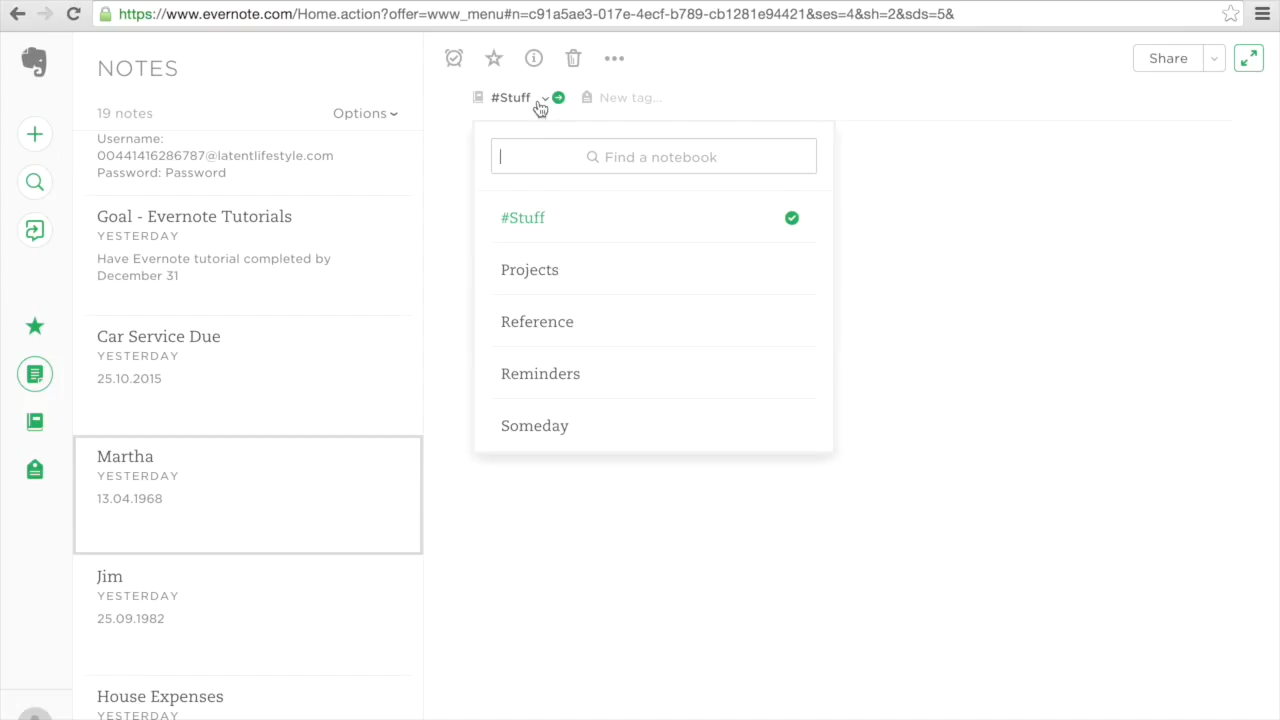 https://www.evernote.com/Home.action?offer=www_menu#n=c91a5ae3-017e-4ecf-b789-cb1281e94421&ses=4&sh=2&sds=5&
NOTES
19 notes
Options
Username:
00441416286787@latentlifestyle.com
Password: Password
Goal - Evernote Tutorials
YESTERDAY
Have Evernote tutorial completed by
December 31
Car Service Due
YESTERDAY
25.10.2015
Martha
YESTERDAY
13.04.1968
Jim
YESTERDAY
25.09.1982
House Expenses
YESTERDAY
Share
#Stuff
New tag...
Find a notebook
#Stuff
Projects
Reference
Reminders
Someday